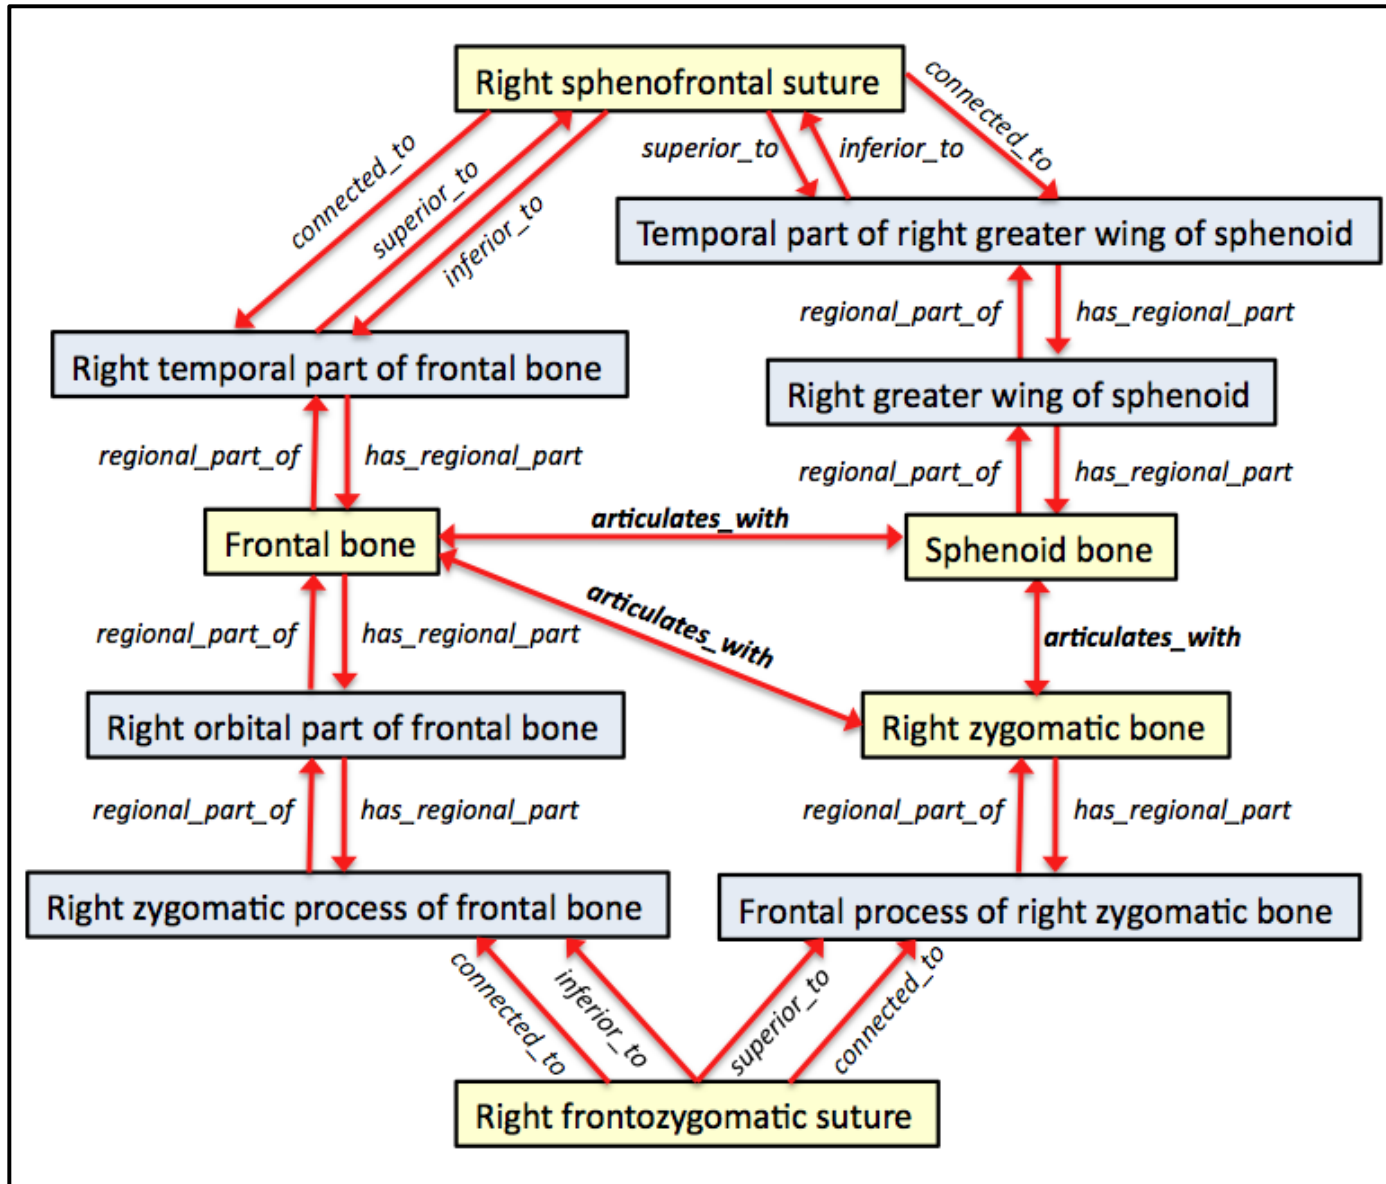 Right sphenofrontal suture
connected_to
superior_to
inferior_to
superior_to
inferior_to
connected_to
Temporal part of right greater wing of sphenoid
regional_part_of
has_regional_part
Right temporal part of frontal bone
Right greater wing of sphenoid
regional_part_of
has_regional_part
regional_part_of
has_regional_part
Frontal bone
articulates_with
Sphenoid bone
articulates_with
regional_part_of
has_regional_part
articulates_with
Right orbital part of frontal bone
Right zygomatic bone
regional_part_of
has_regional_part
regional_part_of
has_regional_part
Right zygomatic process of frontal bone
Frontal process of right zygomatic bone
connected_to
inferior_to
superior_to
connected_to
Right frontozygomatic suture